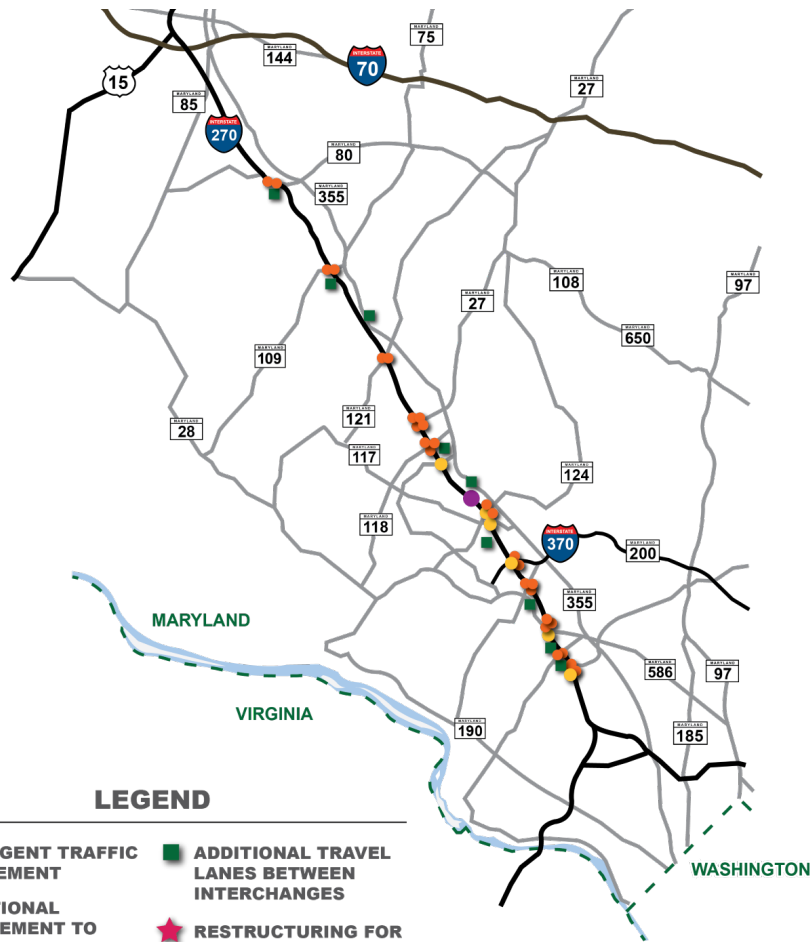 MARYLAND
75
MARYLAND
144
INTERSTATE
70
15
MARYLAND
27
MARYLAND
85
INTERSTATE
270
MARYLAND
80
MARYLAND
355
MARYLAND
108
MARYLAND
97
MARYLAND
27
MARYLAND
650
MARYLAND
109
MARYLAND
121
MARYLAND
28
MARYLAND
117
MARYLAND
124
MARYLAND
118
INTERSTATE
370
MARYLAND
200
MARYLAND
355
MARYLAND
VIRGINIA
MARYLAND
586
MARYLAND
97
MARYLAND
190
MARYLAND
185
WASHINGTON
LEGEND
GENT TRAFFIC
EMENT
TIONAL
EMENT TO
ADDITIONAL TRAVEL
LANES BETWEEN
INTERCHANGES
RESTRUCTURING FOR